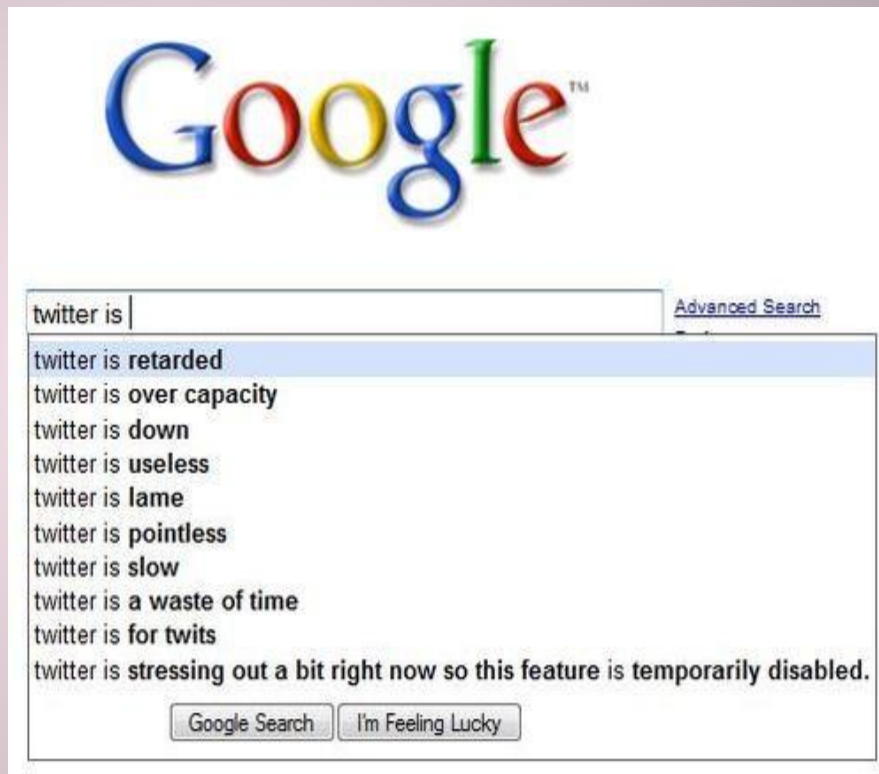 Google™
twitter is
Advanced Search
twitter is retarded
twitter is over capacity
twitter is down
twitter is useless
twitter is lame
twitter is pointless
twitter is slow
twitter is a waste of time
twitter is for twits
twitter is stressing out a bit right now so this feature is temporarily disabled.
Google Search I'm Feeling Lucky